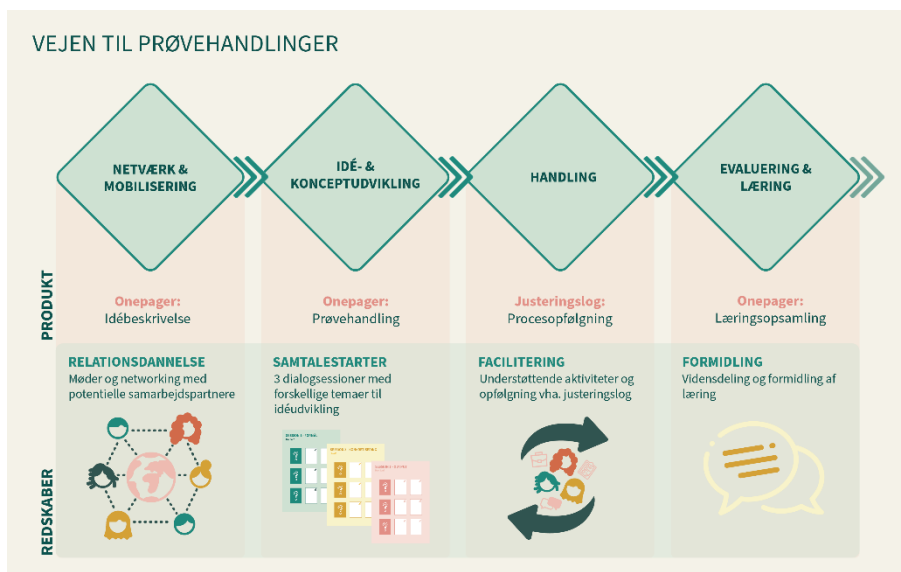 VEJEN TIL PRØVEHANDLINGER
NETVÆRK &
MOBILISERING
IDÉ- &
KONCEPTUDVIKLING
HANDLING
EVALUERING &
LÆRING
PRODUKT
Onepager:
Idébeskrivelse
Onepager:
Prøvehandling
Justeringslog:
Procesopfølgning
Onepager:
Læringsopsamling
REDSKABER
RELATIONSDANNELSE
Møder og networking med
potentielle samarbejdspartnere
SAMTALESTARTER
3 dialogsessioner med
forskellige temaer til
idéudvikling
FACILITERING
Understøttende aktiviteter og
opfølgning vha. justeringslog
FORMIDLING
Vidensdeling og formidling af
læring